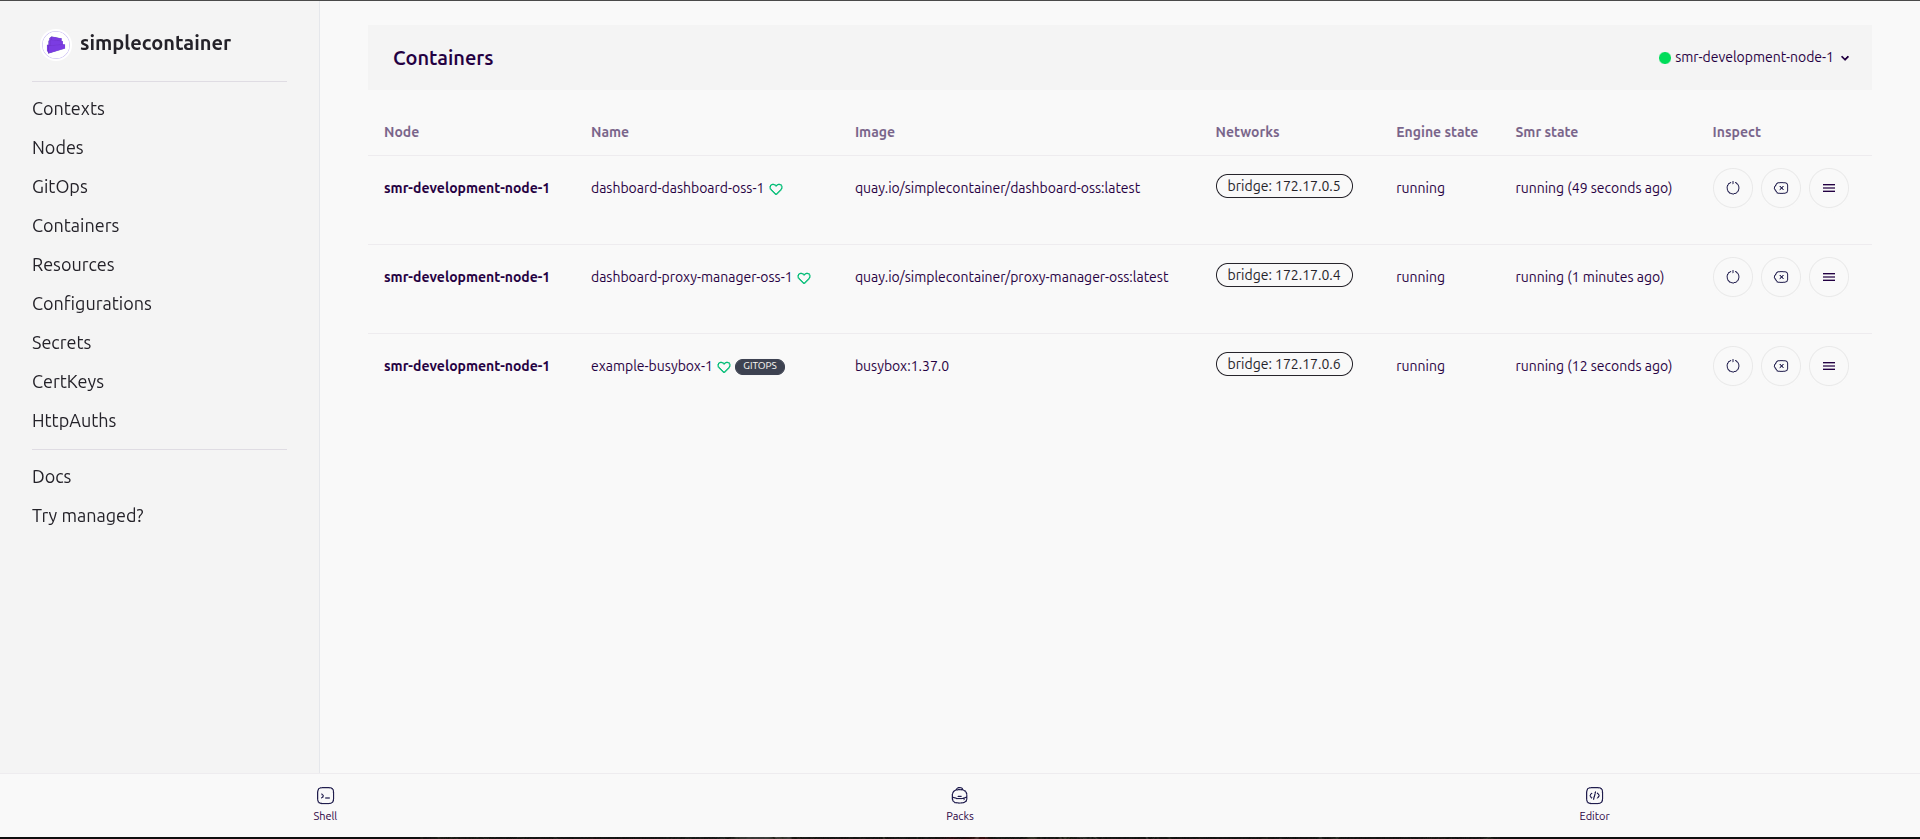 simplecontainer
Contexts
Nodes
GitOps
Containers
Resources
Configurations
Secrets
CertKeys
HttpAuths
Docs
Try managed?
Containers
smr-development-node-1
Node Name Image Networks Engine state Smr state Inspect
smr-development-node-1 dashboard-dashboard-oss-1 quay.io/simplecontainer/dashboard-oss:latest bridge: 172.17.0.5 running running (49 seconds ago)
smr-development-node-1 dashboard-proxy-manager-oss-1 quay.io/simplecontainer/proxy-manager-oss:latest bridge: 172.17.0.4 running running (1 minutes ago)
smr-development-node-1 example-busybox-1 GITOPS busybox:1.37.0 bridge: 172.17.0.6 running running (12 seconds ago)
Shell Packs Editor